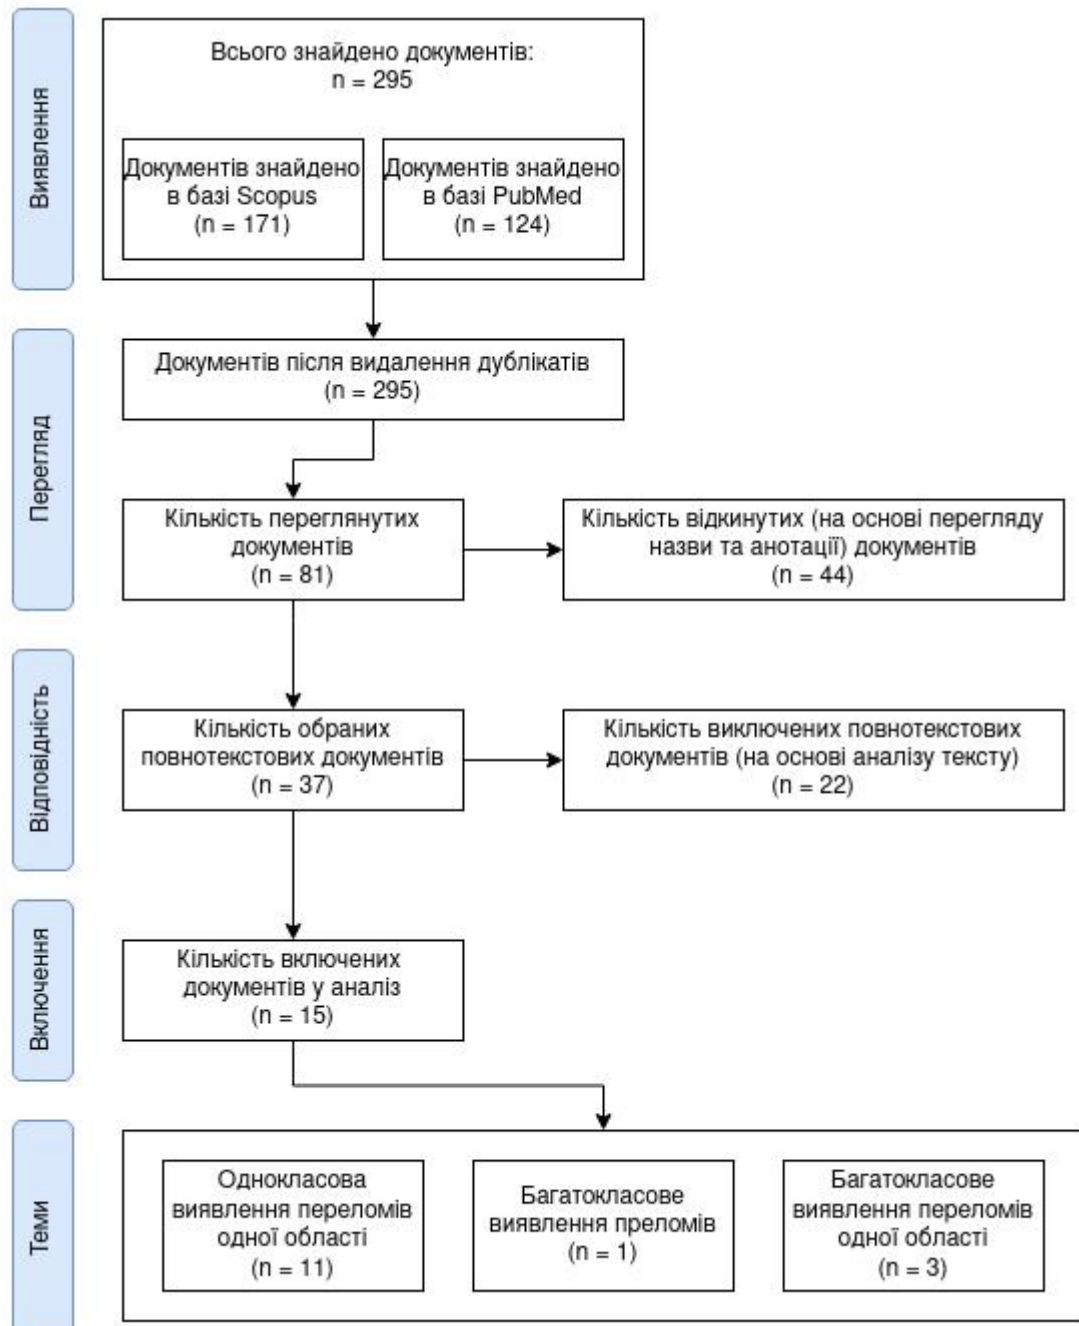 Виявлення
Всього знайдено документів:
n = 295
Документів знайдено
в базі Scopus
(n = 171)
Документів знайдено
в базі PubMed
(n = 124)
Перегляд
Документів після видалення дублікатів
(n = 295)
Кількість переглянутих
документів
(n = 81)
Кількість відкинутих (на основі перегляду
назви та анотації) документів
(n = 44)
Відповідність
Кількість обраних
повнотекстових документів
(n = 37)
Кількість виключених повнотекстових
документів (на основі аналізу тексту)
(n = 22)
Включення
Кількість включених
документів у аналіз
(n = 15)
Теми
Однокласова
виявлення переломів
одної області
(n = 11)
Багатокласове
виявлення преломів
(n = 1)
Багатокласове
виявлення переломів
одної області
(n = 3)